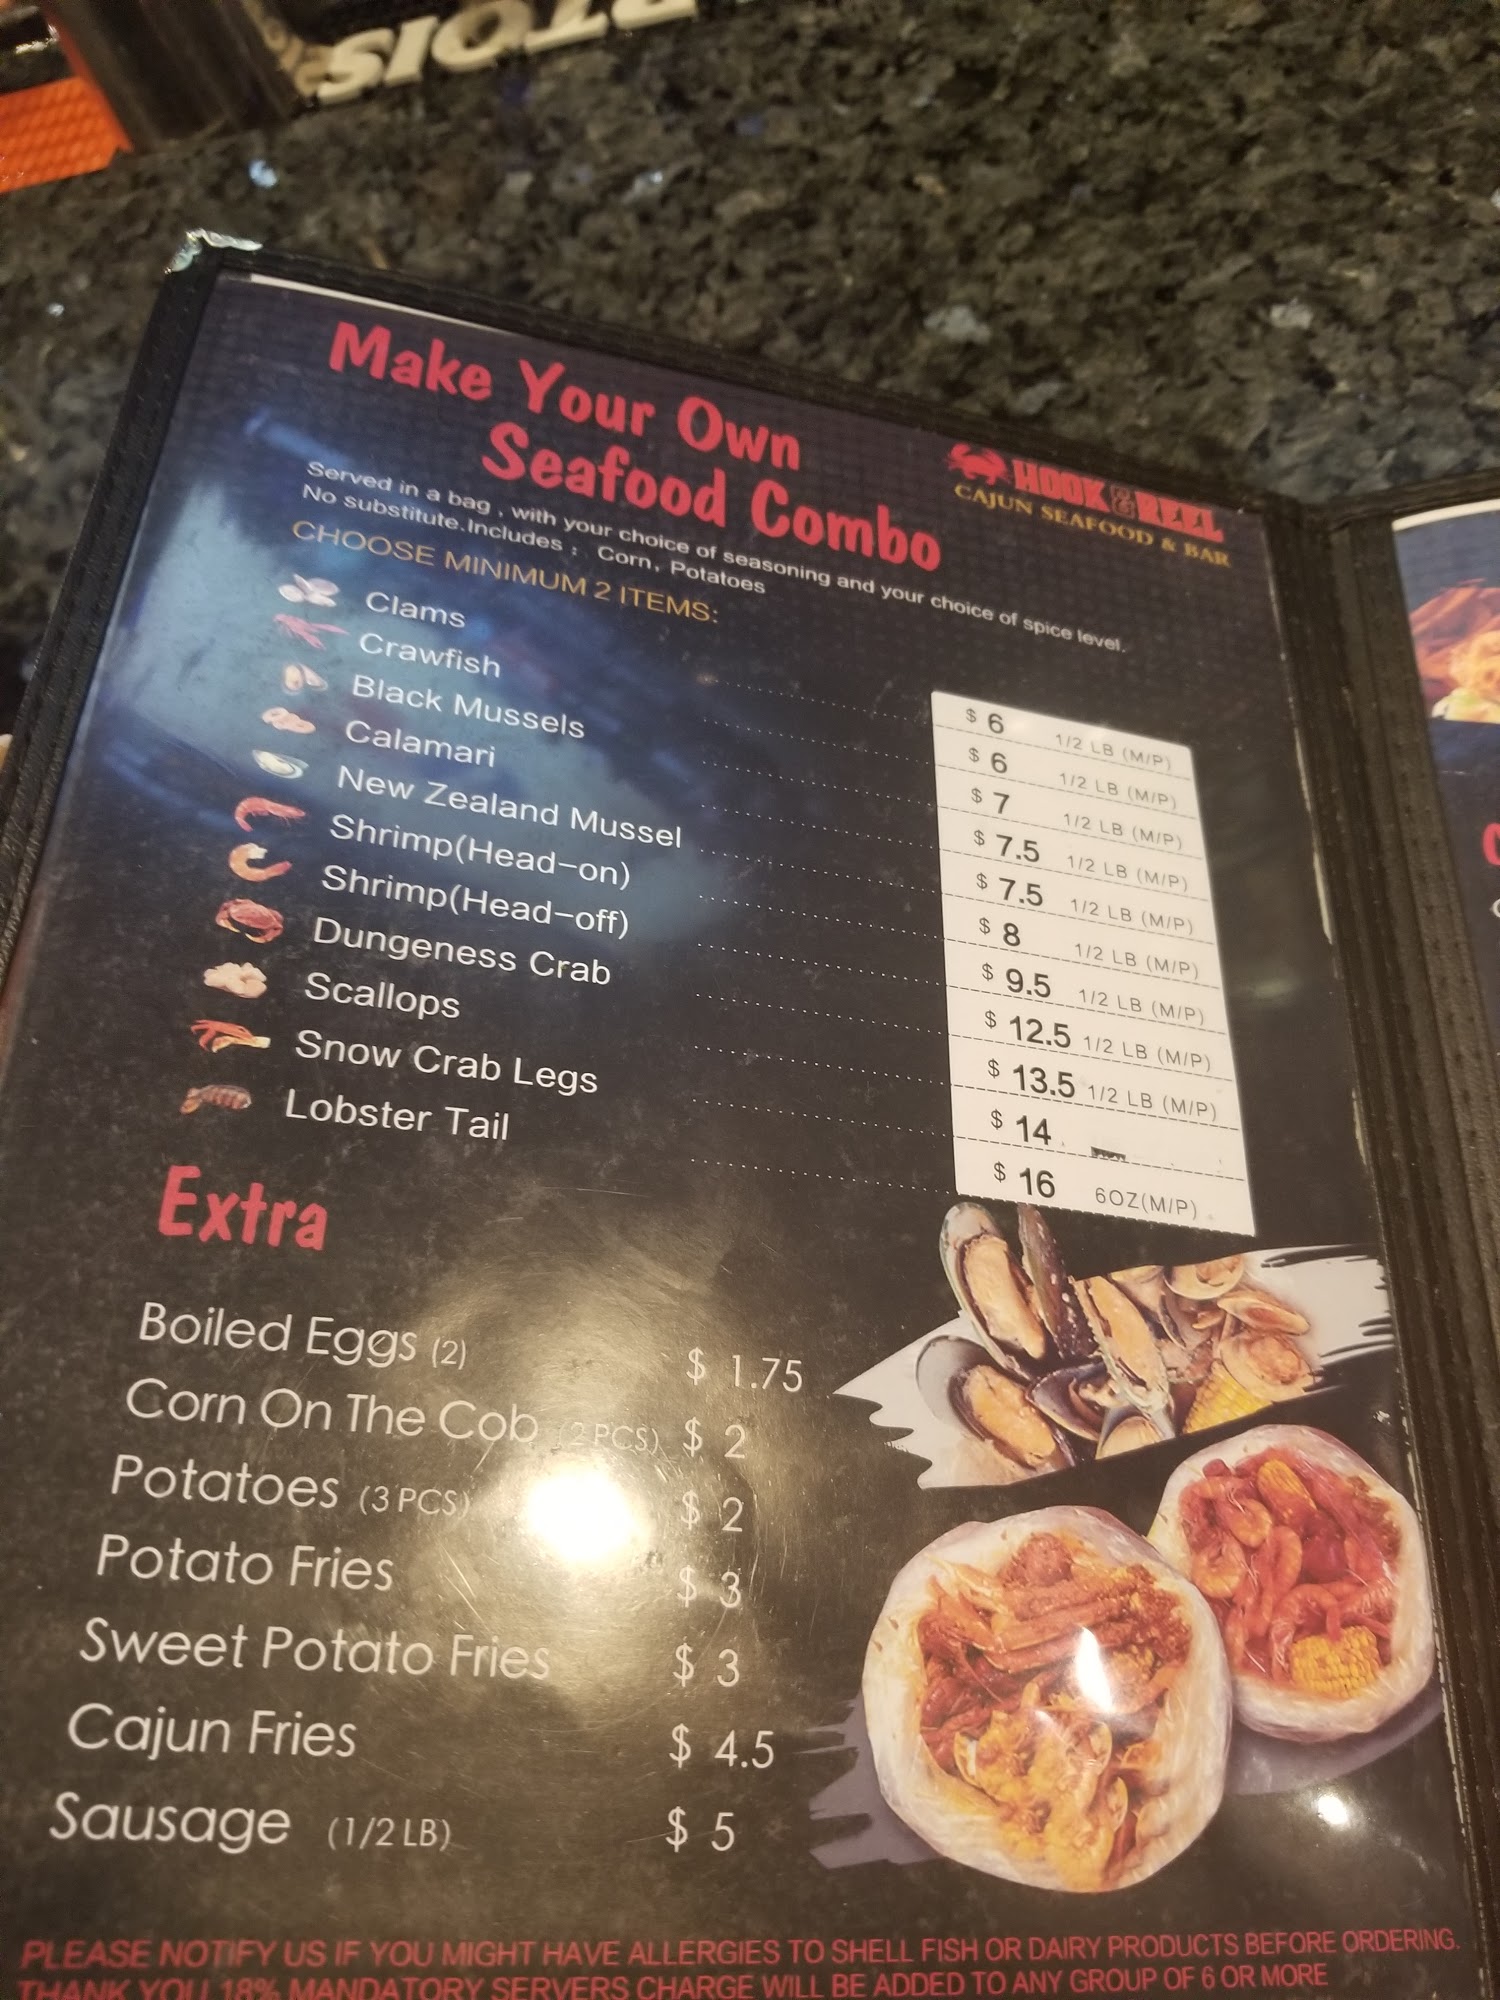 TOIS
Make Your Own
Seafood Combo
HOOK & REEL
CAJUN SEAFOOD & BAR
Served in a bag , with your choice of seasoning and your choice of spice level.
No substitute.Includes : Corn, Potatoes
CHOOSE MINIMUM 2 ITEMS:
Clams $ 6 1/2 LB (M/P)
Crawfish $ 6 1/2 LB (M/P)
Black Mussels $ 7 1/2 LB (M/P)
Calamari $ 7.5 1/2 LB (M/P)
New Zealand Mussel $ 7.5 1/2 LB (M/P)
Shrimp(Head-on) $ 8 1/2 LB (M/P)
Shrimp(Head-off) $ 9.5 1/2 LB (M/P)
Dungeness Crab $ 12.5 1/2 LB (M/P)
Scallops $ 13.5 1/2 LB (M/P)
Snow Crab Legs $ 14
Lobster Tail $ 16 6OZ(M/P)
Extra
Boiled Eggs (2) $ 1.75
Corn On The Cob (2 PCS) $ 2
Potatoes (3 PCS) $ 2
Potato Fries $ 3
Sweet Potato Fries $ 3
Cajun Fries $ 4.5
Sausage (1/2 LB) $ 5
PLEASE NOTIFY US IF YOU MIGHT HAVE ALLERGIES TO SHELL FISH OR DAIRY PRODUCTS BEFORE ORDERING.
THANK YOU 18% MANDATORY SERVERS CHARGE WILL BE ADDED TO ANY GROUP OF 6 OR MORE